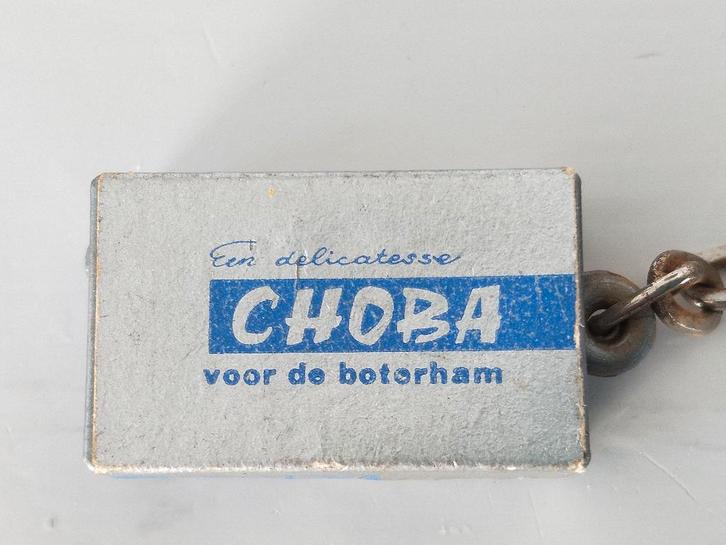 Een delicatesse
CHOBA
voor de boterham